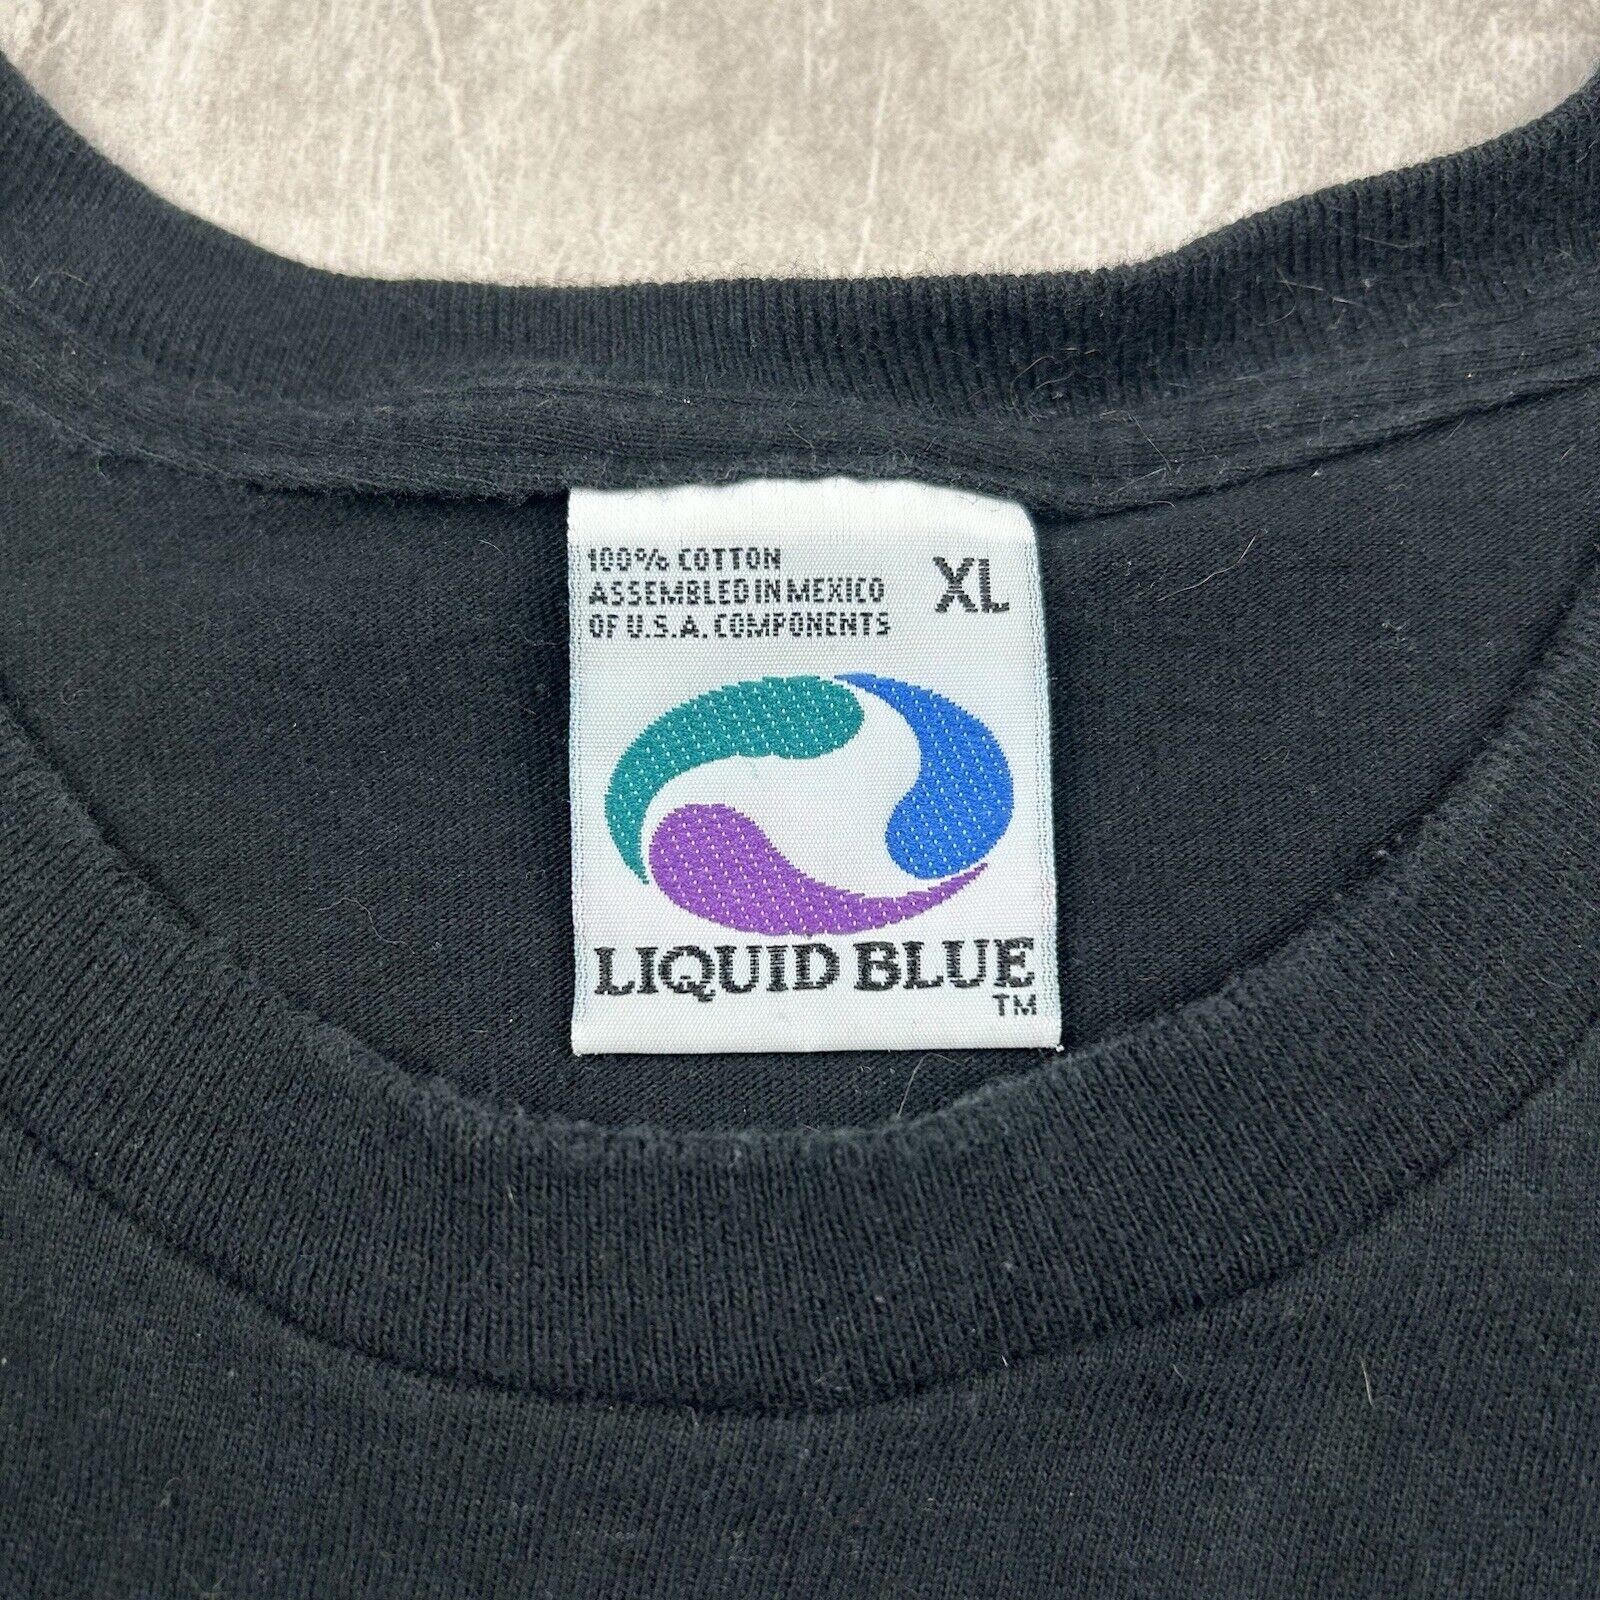 100% COTTON
ASSEMBLED IN MEXICO
OF U.S.A. COMPONENTS
XL
LIQUID BLUE
TM